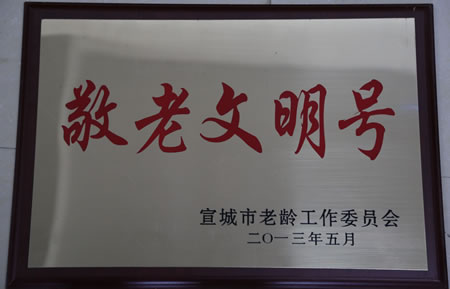 敬老文明号
宣城市老龄工作委员会
二〇一三年五月